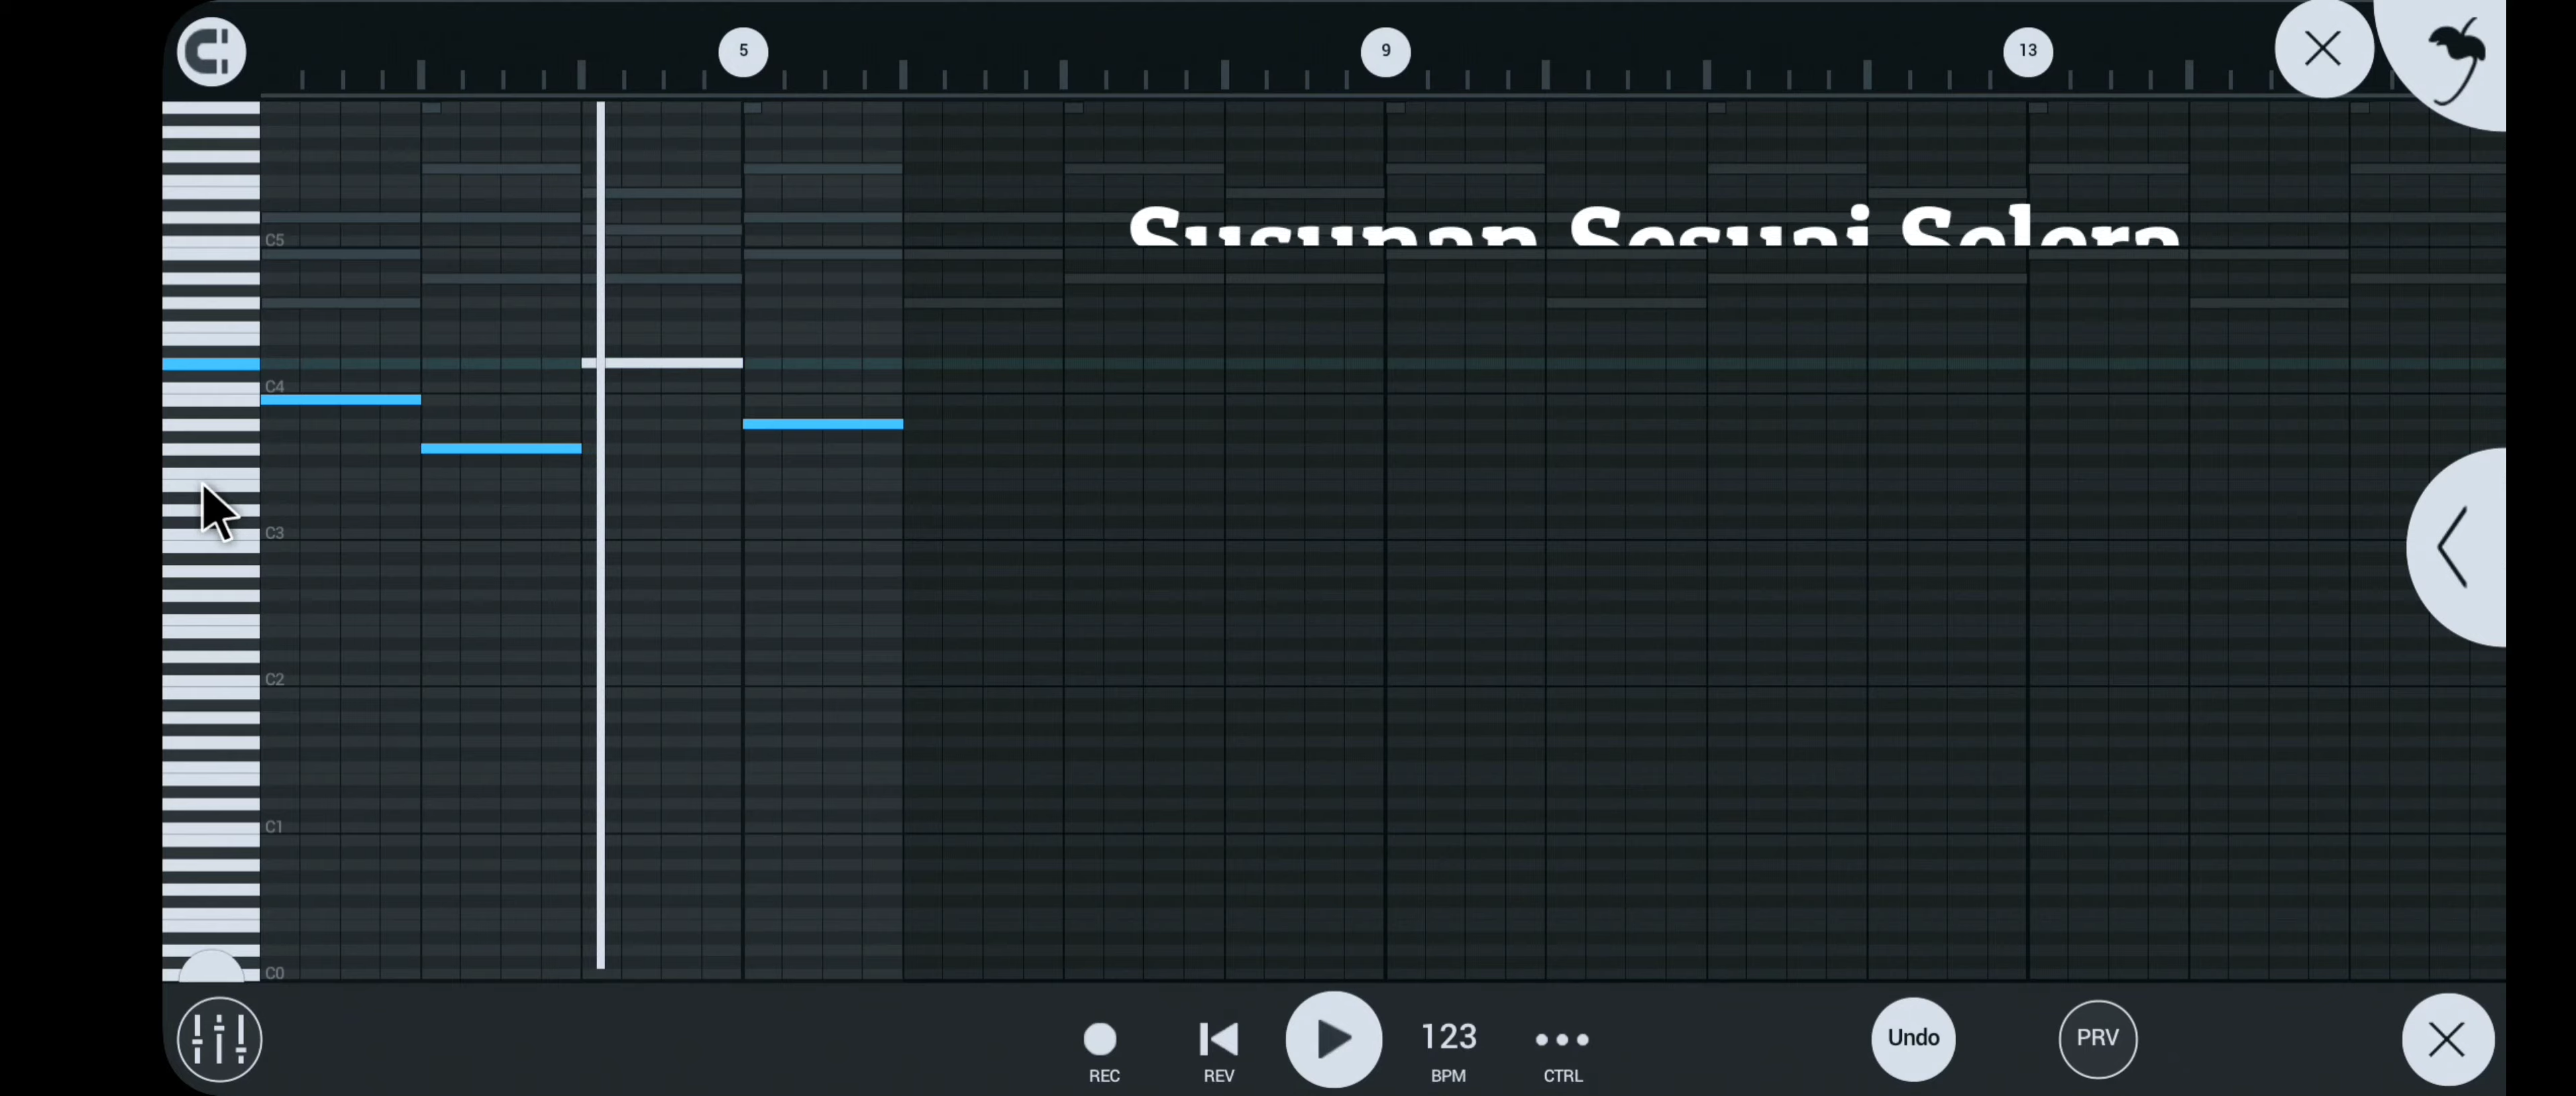 5 9 13
Susunan Sesuai Selera
C5
C4
C3
C2
C1
C0
123 Undo PRV
REC REV BPM CTRL